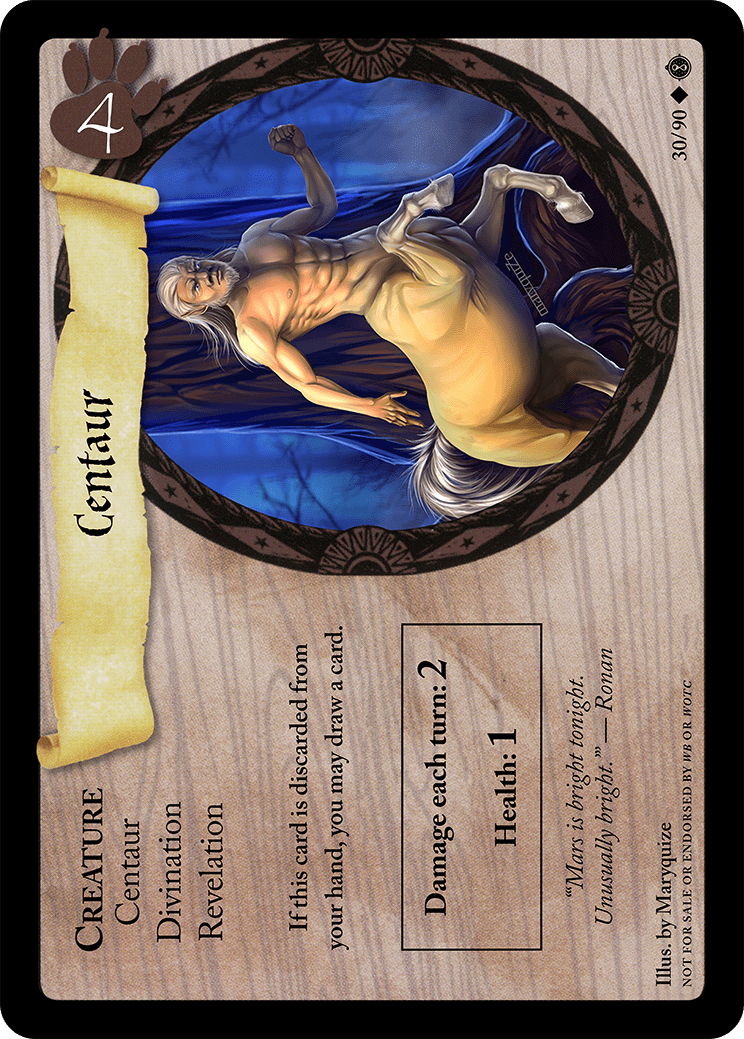 4
Centaur
CREATURE
Centaur
Divination
Revelation
If this card is discarded from
your hand, you may draw a card.
Damage each turn: 2
Health: 1
“‘Mars is bright tonight.
Unusually bright.’” — Ronan
Illus. by Maryquize
NOT FOR SALE OR ENDORSED BY WB OR WOTC
30/90
maryquize